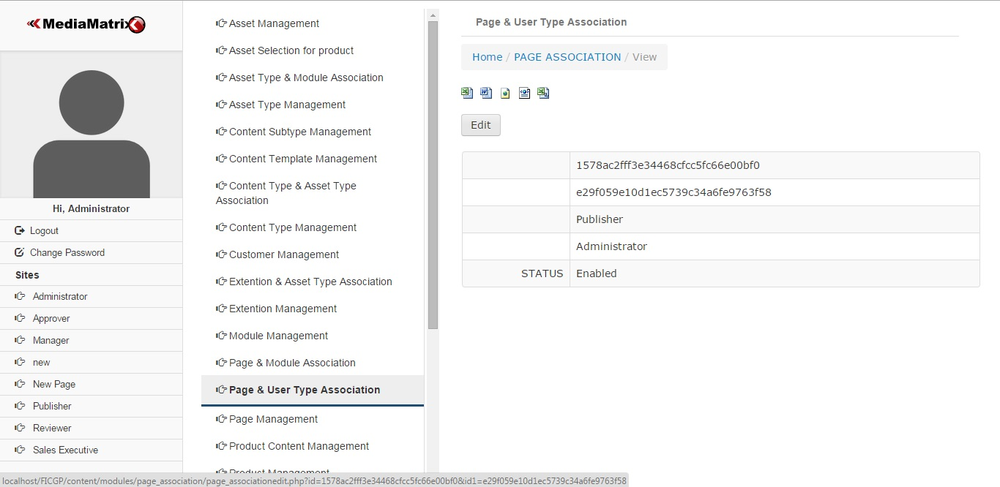 MediaMatrix
Hi, Administrator
Logout
Change Password
Sites
Administrator
Approver
Manager
new
New Page
Publisher
Reviewer
Sales Executive
Asset Management
Asset Selection for product
Asset Type & Module Association
Asset Type Management
Content Subtype Management
Content Template Management
Content Type & Asset Type
Association
Content Type Management
Customer Management
Extention & Asset Type Association
Extention Management
Module Management
Page & Module Association
Page & User Type Association
Page Management
Product Content Management
Product Management
Page & User Type Association
Home / PAGE ASSOCIATION / View
Edit
1578ac2fff3e34468cfcc5fc66e00bf0
e29f059e10d1ec5739c34a6fe9763f58
Publisher
Administrator
STATUS Enabled
localhost/FICGP/content/modules/page_association/page_associationedit.php?id=1578ac2fff3e34468cfcc5fc66e00bf0&id1=e29f059e10d1ec5739c34a6fe9763f58